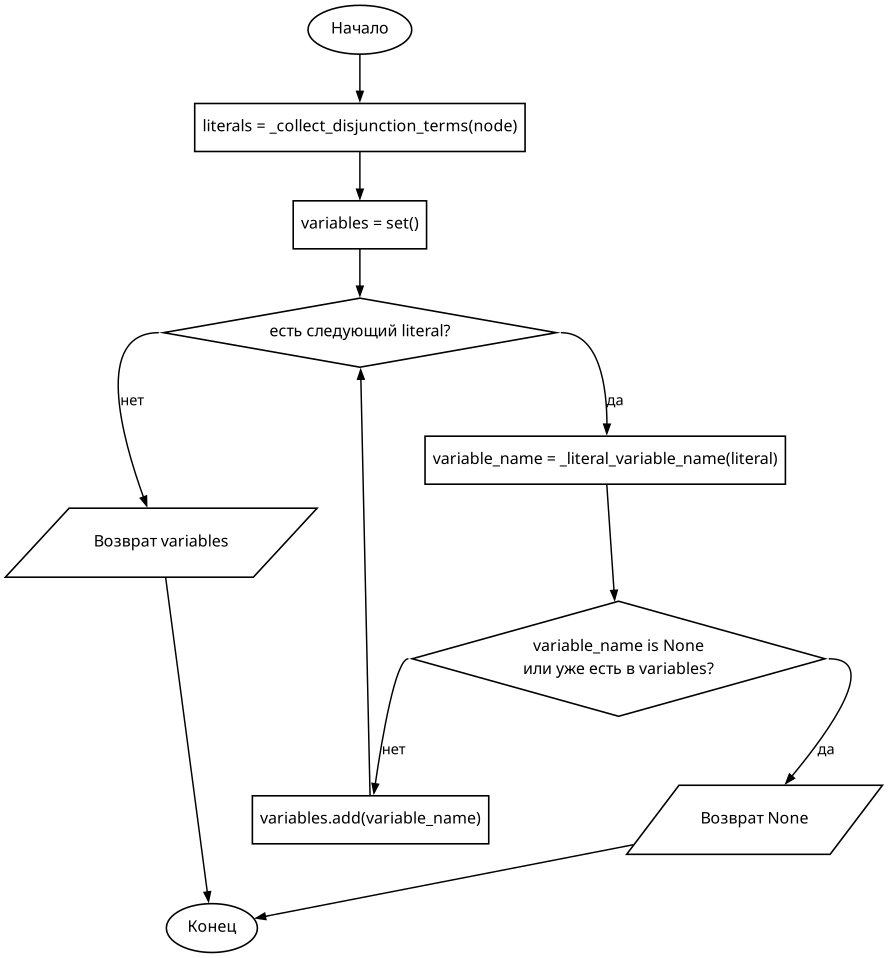 Начало
literals = _collect_disjunction_terms(node)
variables = set()
есть следующий literal?
нет
да
variable_name = _literal_variable_name(literal)
Возврат variables
variable_name is None
или уже есть в variables?
нет
да
variables.add(variable_name)
Возврат None
Конец